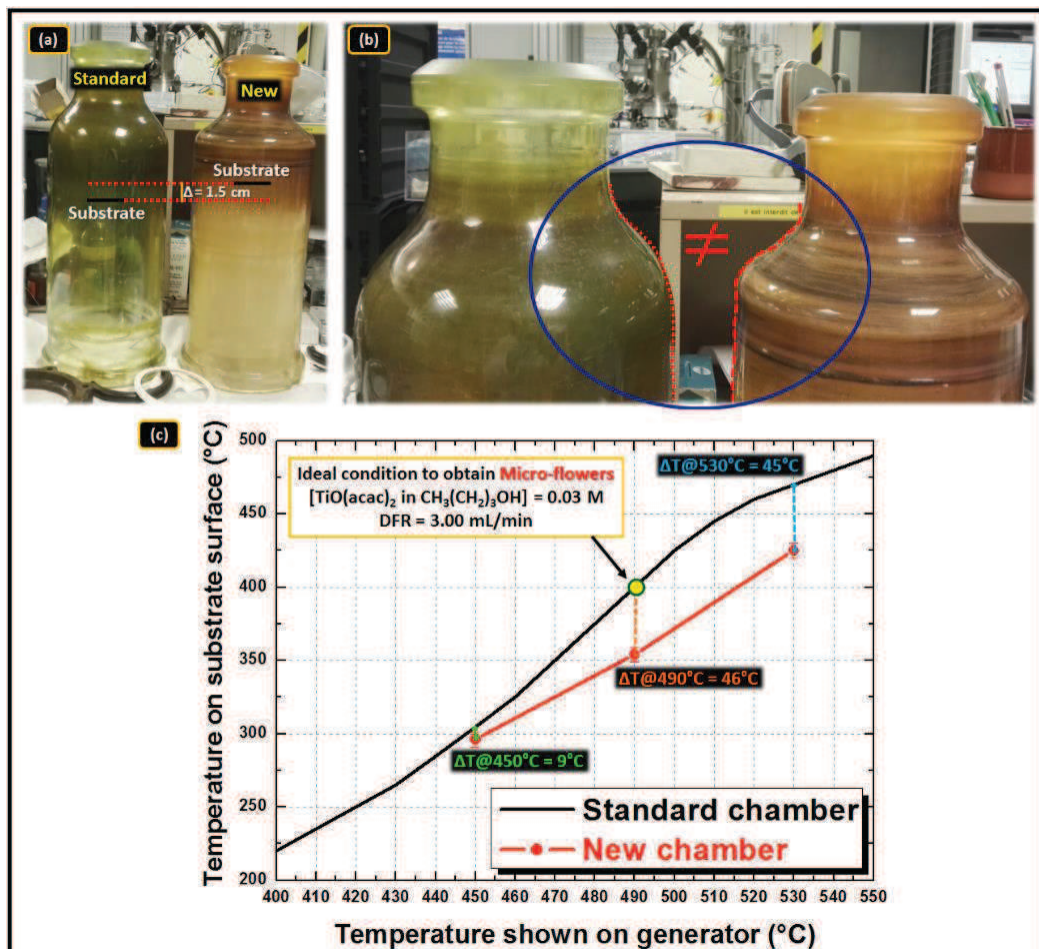 (a)
Standard
New
Substrate
Δ = 1.5 cm
Substrate
(b)
≠
(c)
Temperature on substrate surface (°C)
500
450
400
350
300
250
200
Ideal condition to obtain Micro-flowers
[TiO(acac)₂ in CH₃(CH₂)₃OH] = 0.03 M
DFR = 3.00 mL/min
ΔT@530°C = 45°C
ΔT@490°C = 46°C
ΔT@450°C = 9°C
Standard chamber
New chamber
400 410 420 430 440 450 460 470 480 490 500 510 520 530 540 550
Temperature shown on generator (°C)